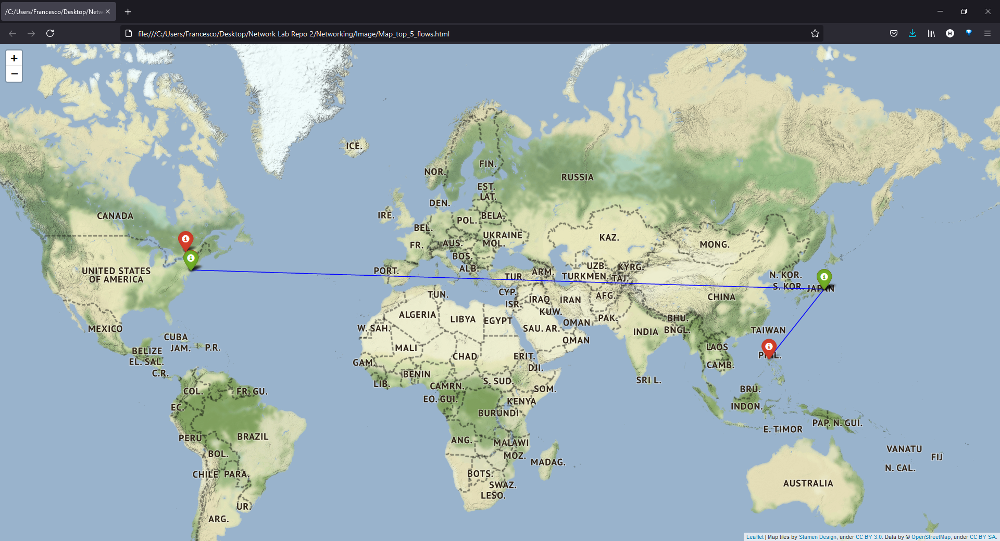 /C:/Users/Francesco/Desktop/Netw
file:///C:/Users/Francesco/Desktop/Network Lab Repo 2/Networking/Image/Map_top_5_flows.html
H
+
−
ICE.
FIN.
NOR.
RUSSIA
EST.
LAT.
DEN.
CANADA
IRE.
BELA.
POL.
BEL.
UKRAINE
KAZ.
FR.
AUS.
MOL.
MONG.
BOS.
UZB.
KYRG.
ALB.
UNITED STATES
OF AMERICA
PORT.
TUR.
ARM.
TURKMEN.
TAJ.
N. KOR.
S. KOR.
JAPAN
TUN.
CYP.
ISR.
IRAQ
IRAN
AFG.
CHINA
ALGERIA
LIBYA
EGYPT
KUW.
OMAN
PAK.
BHU.
MEXICO
W. SAH.
SAU. AR.
INDIA
BNGL.
TAIWAN
CUBA
OMAN
BELIZE
JAM.
P.R.
MALI
LAOS
EL. SAL.
CHAD
ERIT.
PHIL.
GAM.
DJI.
CAMB.
C.R.
BENIN
LIB.
CAMRN.
S. SUD.
SRI L.
COL.
FR. GU.
SOM.
BRU.
EQ. GUI.
KENYA
EC.
INDON.
BURUNDI
PAP. N. GUI.
E. TIMOR
PERU
BRAZIL
ANG.
MALAWI
VANATU
BOL.
MOZ.
MADAG.
FIJ
N. CAL.
CHILE
PARA.
BOTS.
SWAZ.
AUSTRALIA
LESO.
UR.
ARG.
Leaflet | Map tiles by Stamen Design, under CC BY 3.0. Data by © OpenStreetMap, under CC BY SA.